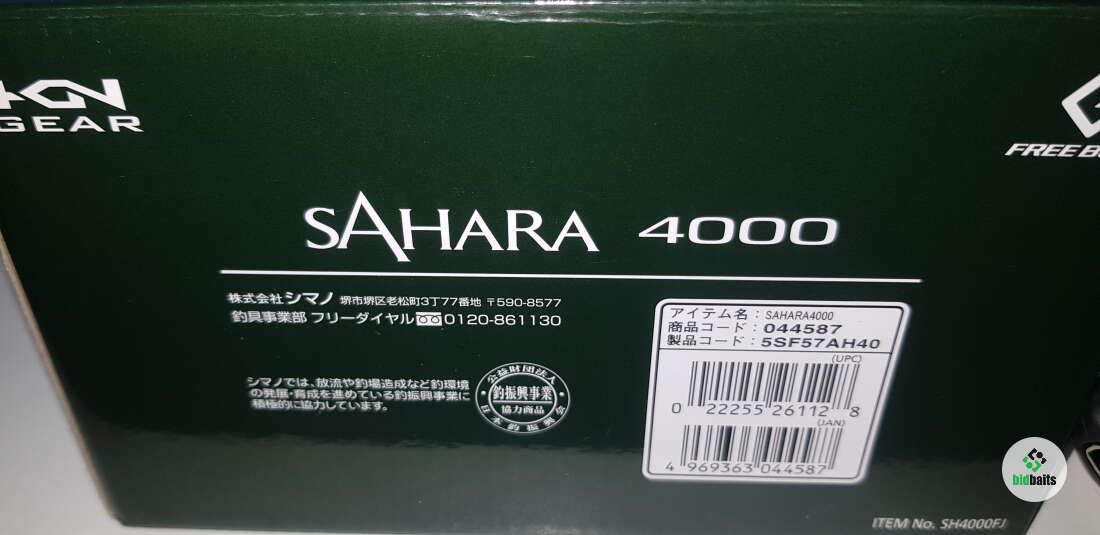 GEAR
FREE
SAHARA 4000
株式会社シマノ 堺市堺区老松町3丁77番地 〒590-8577
釣具事業部 フリーダイヤル 0120-861130
シマノでは、放流や釣場造成など釣環境
の発展・育成を進めている釣振興事業に
積極的に協力しています。
公益財団法人
釣振興事業
協力商品
日本釣振興会
アイテム名：SAHARA4000
商品コード：044587
製品コード：5SF57AH40
(UPC)
0 22255 26112 8
(JAN)
4 969363 044587
bidbaits
ITEM No. SH4000FJ